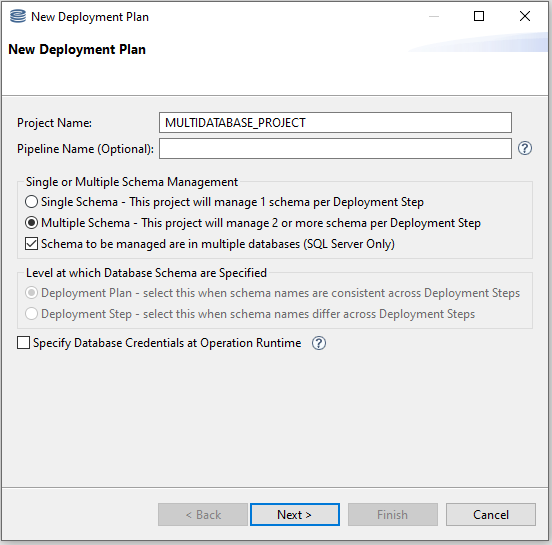 New Deployment Plan
New Deployment Plan
Project Name: MULTIDATABASE_PROJECT
Pipeline Name (Optional): ?
Single or Multiple Schema Management
Single Schema - This project will manage 1 schema per Deployment Step
Multiple Schema - This project will manage 2 or more schema per Deployment Step
Schema to be managed are in multiple databases (SQL Server Only)
Level at which Database Schema are Specified
Deployment Plan - select this when schema names are consistent across Deployment Steps
Deployment Step - select this when schema names differ across Deployment Steps
Specify Database Credentials at Operation Runtime ?
< Back Next > Finish Cancel